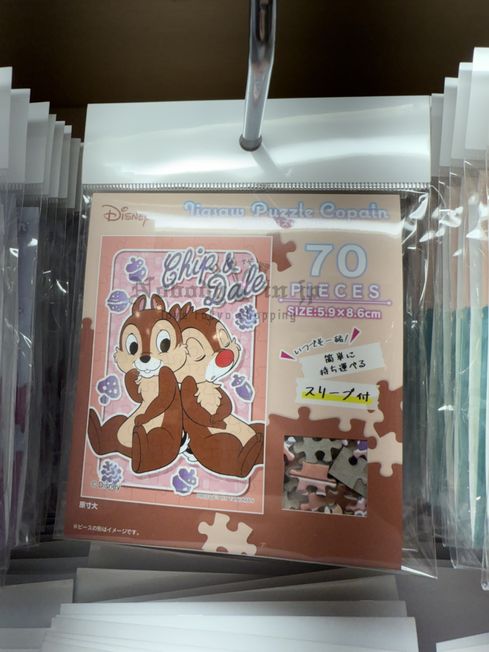 Disney
Jigsaw Puzzle Copain
Chip &
Dale
70
PIECES
SIZE:5.9×8.6cm
いつでも一緒!
簡単に
持ち運べる
スリーブ付
©Disney
原寸大
※ピースの形はイメージです。